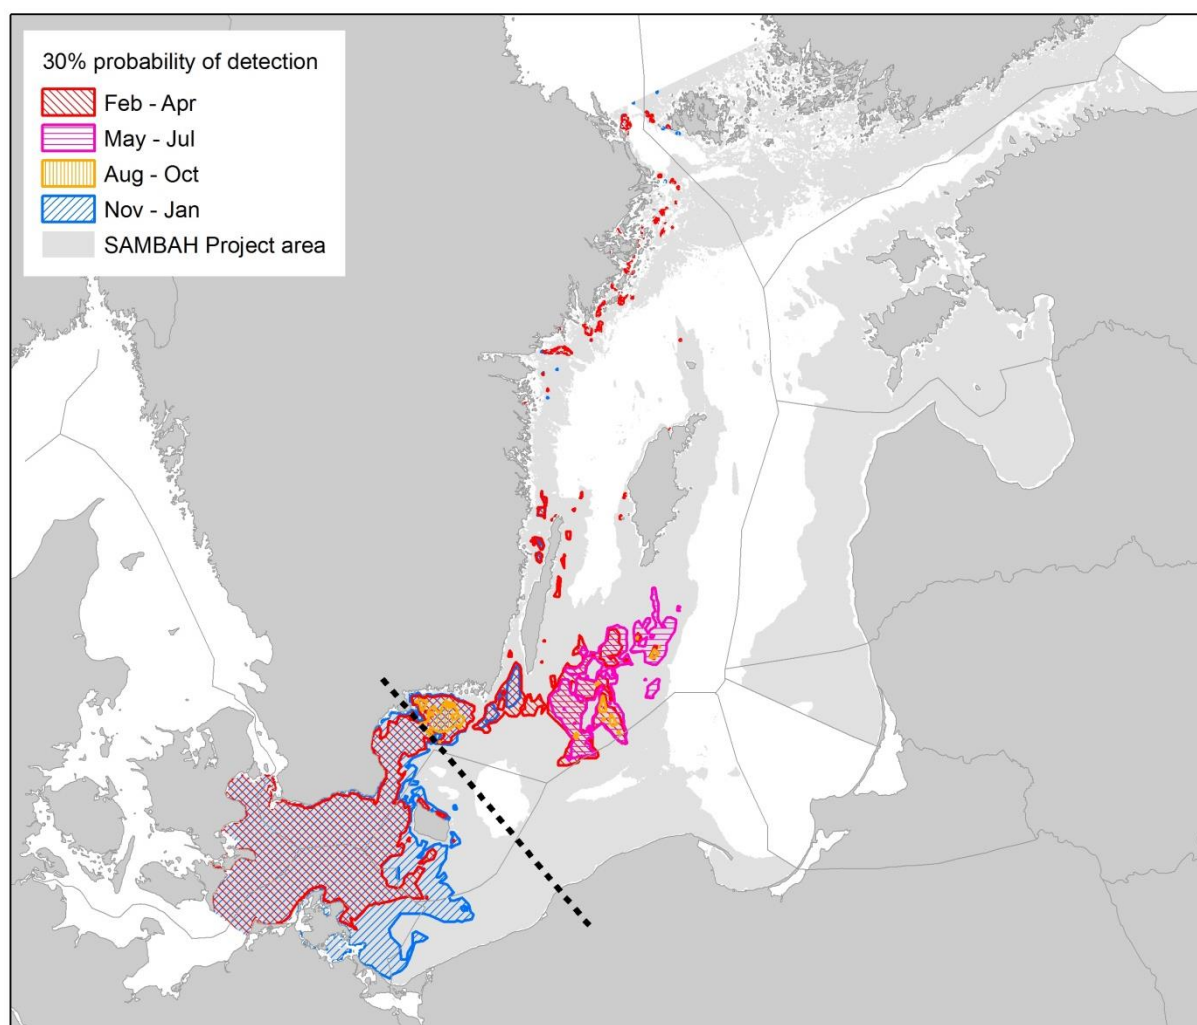 30% probability of detection
Feb - Apr
May - Jul
Aug - Oct
Nov - Jan
SAMBAH Project area